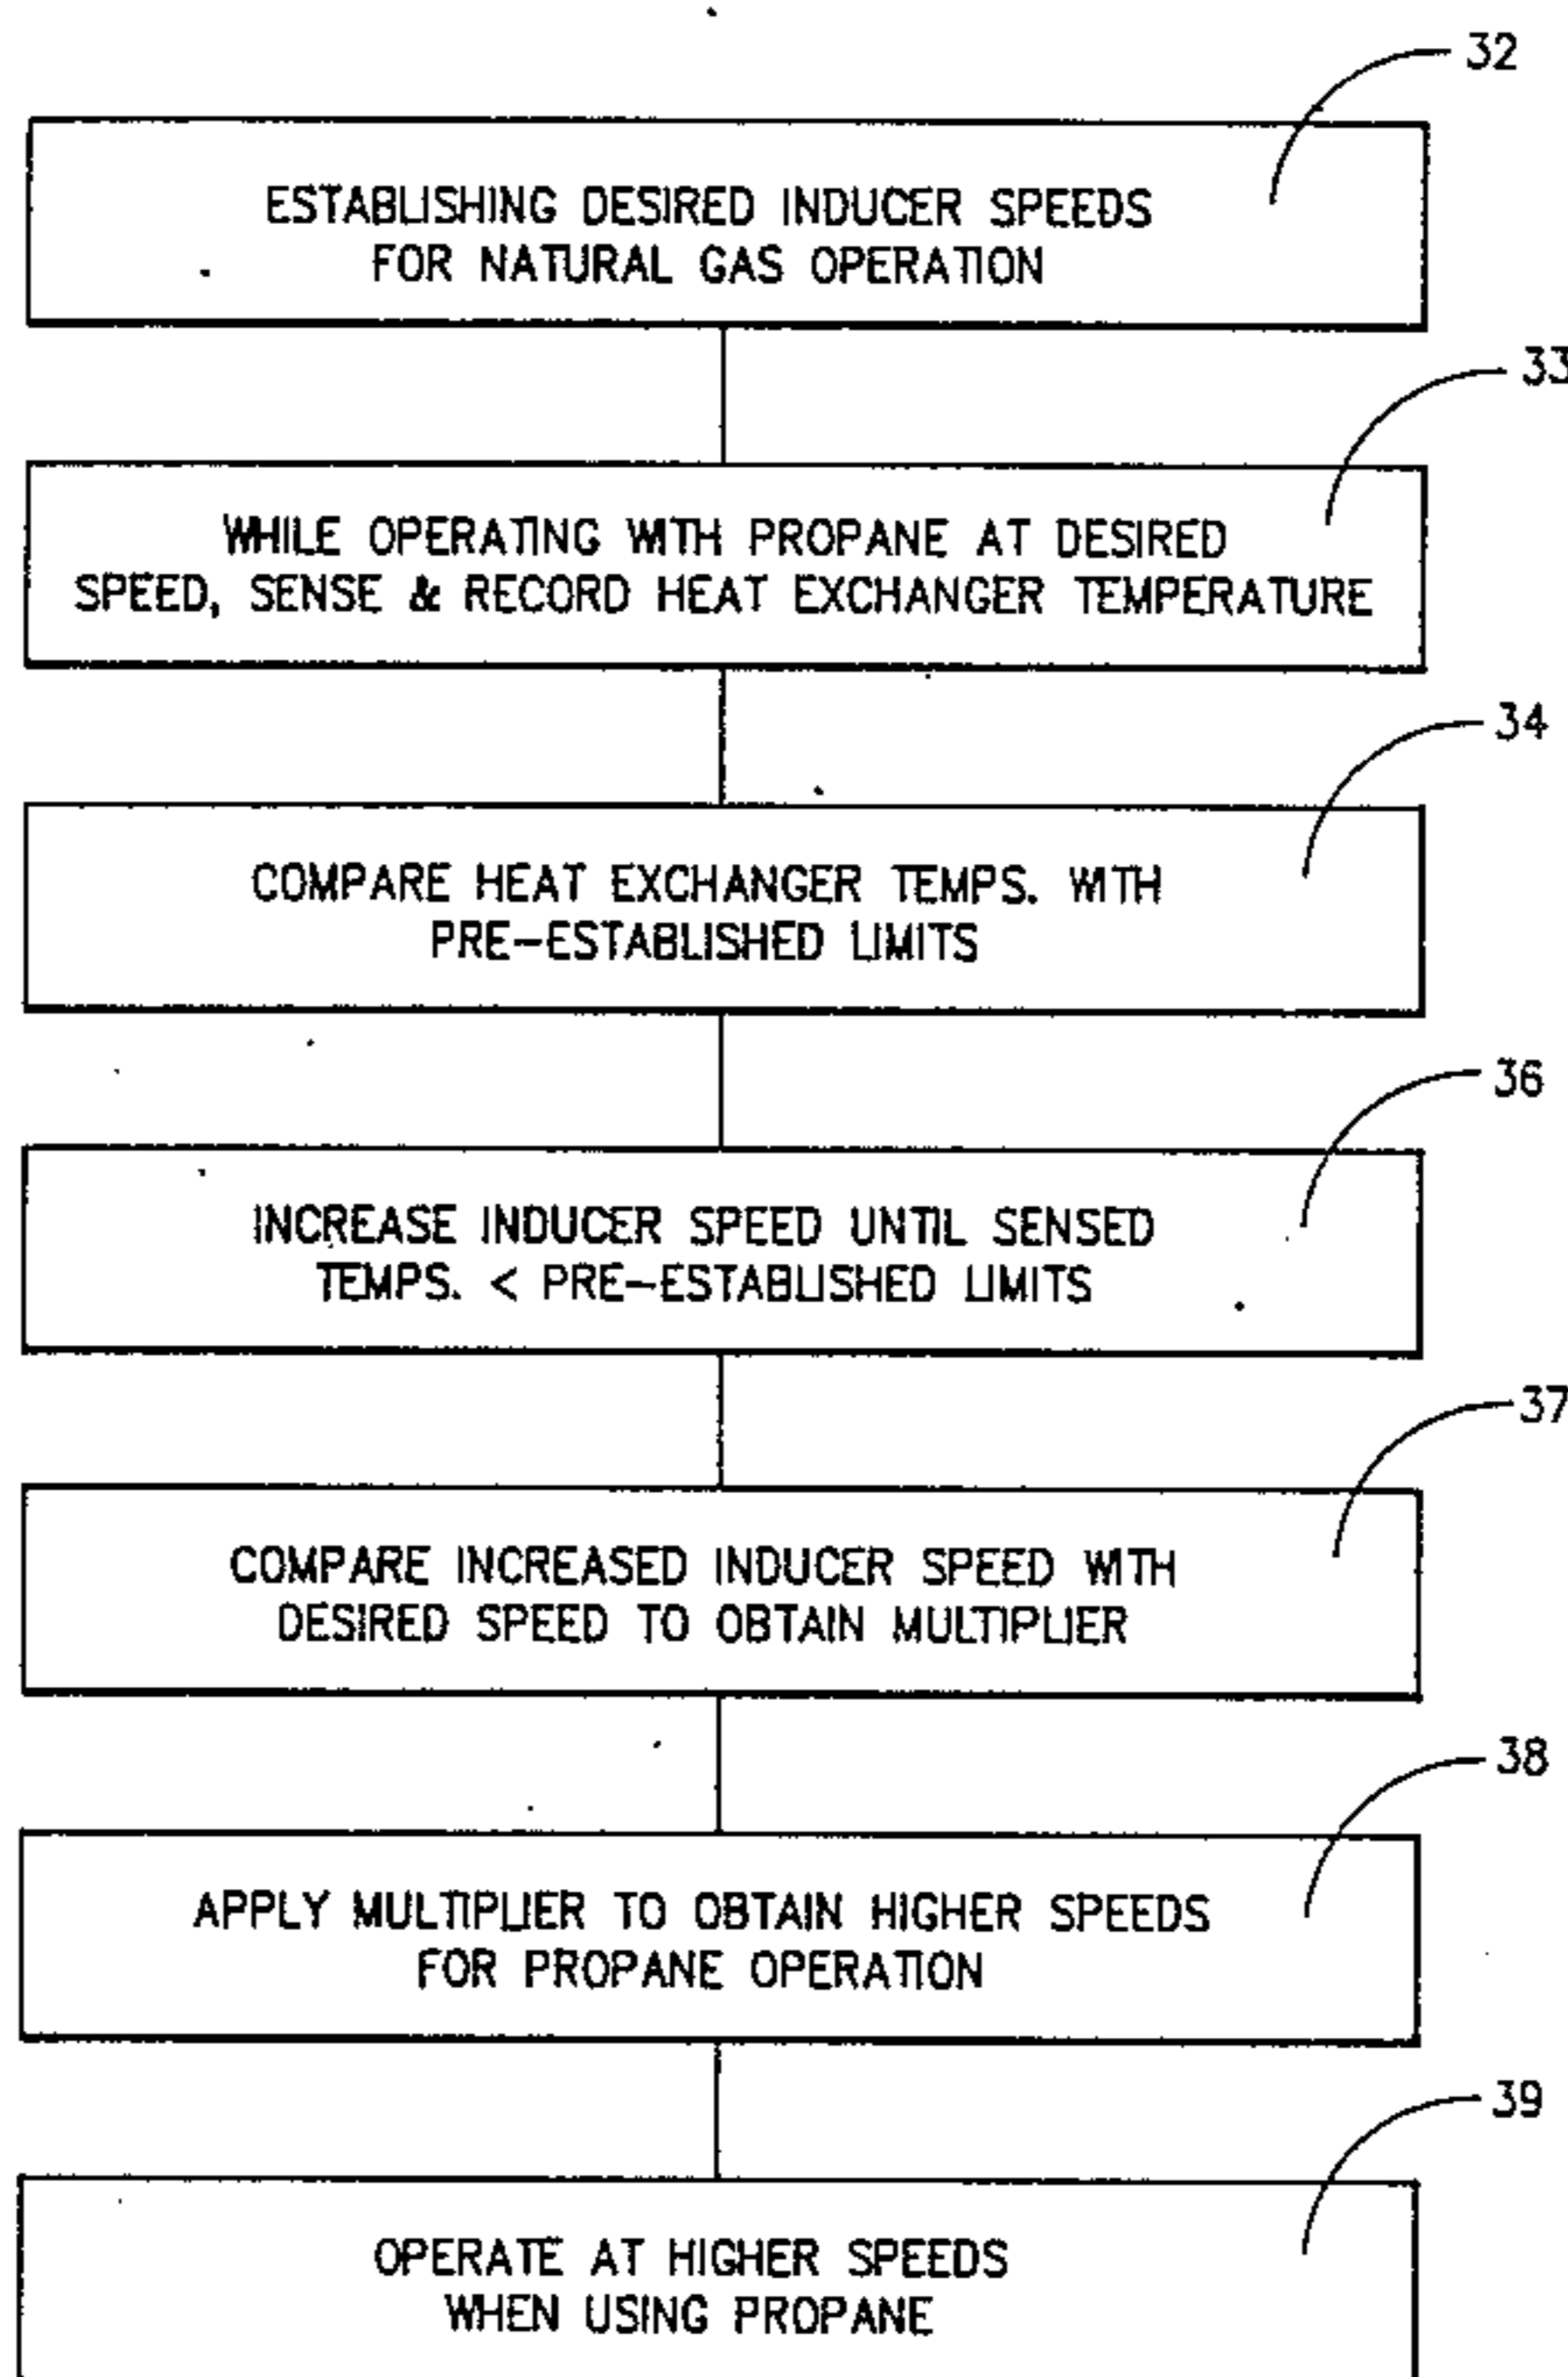 32
ESTABLISHING DESIRED INDUCER SPEEDS
FOR NATURAL GAS OPERATION
33
WHILE OPERATING WITH PROPANE AT DESIRED
SPEED, SENSE & RECORD HEAT EXCHANGER TEMPERATURE
34
COMPARE HEAT EXCHANGER TEMPS. WITH
PRE-ESTABLISHED LIMITS
36
INCREASE INDUCER SPEED UNTIL SENSED
TEMPS. < PRE-ESTABLISHED LIMITS
37
COMPARE INCREASED INDUCER SPEED WITH
DESIRED SPEED TO OBTAIN MULTIPLIER
38
APPLY MULTIPLIER TO OBTAIN HIGHER SPEEDS
FOR PROPANE OPERATION
39
OPERATE AT HIGHER SPEEDS
WHEN USING PROPANE